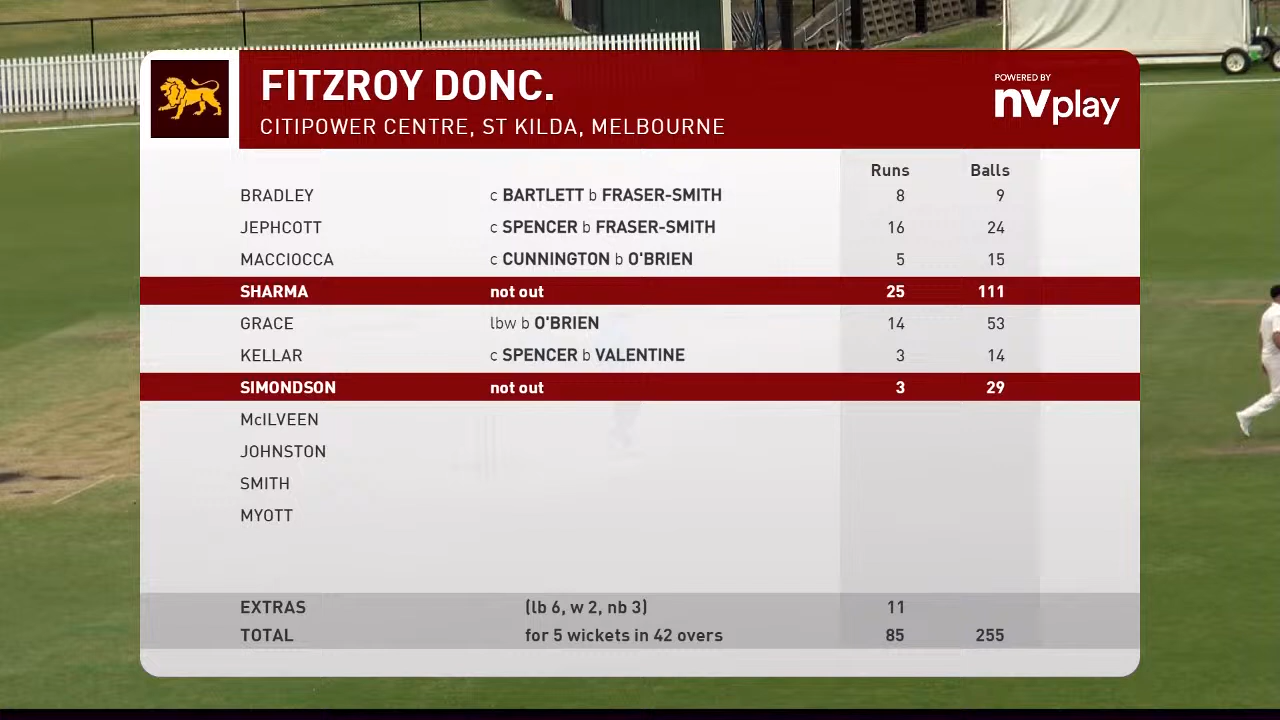 FITZROY DONC.
CITIPOWER CENTRE, ST KILDA, MELBOURNE
POWERED BY
nvplay
Runs Balls
BRADLEY c BARTLETT b FRASER-SMITH 8 9
JEPHCOTT c SPENCER b FRASER-SMITH 16 24
MACCIOCCA c CUNNINGTON b O'BRIEN 5 15
SHARMA not out 25 111
GRACE lbw b O'BRIEN 14 53
KELLAR c SPENCER b VALENTINE 3 14
SIMONDSON not out 3 29
McILVEEN
JOHNSTON
SMITH
MYOTT
EXTRAS (lb 6, w 2, nb 3) 11
TOTAL for 5 wickets in 42 overs 85 255